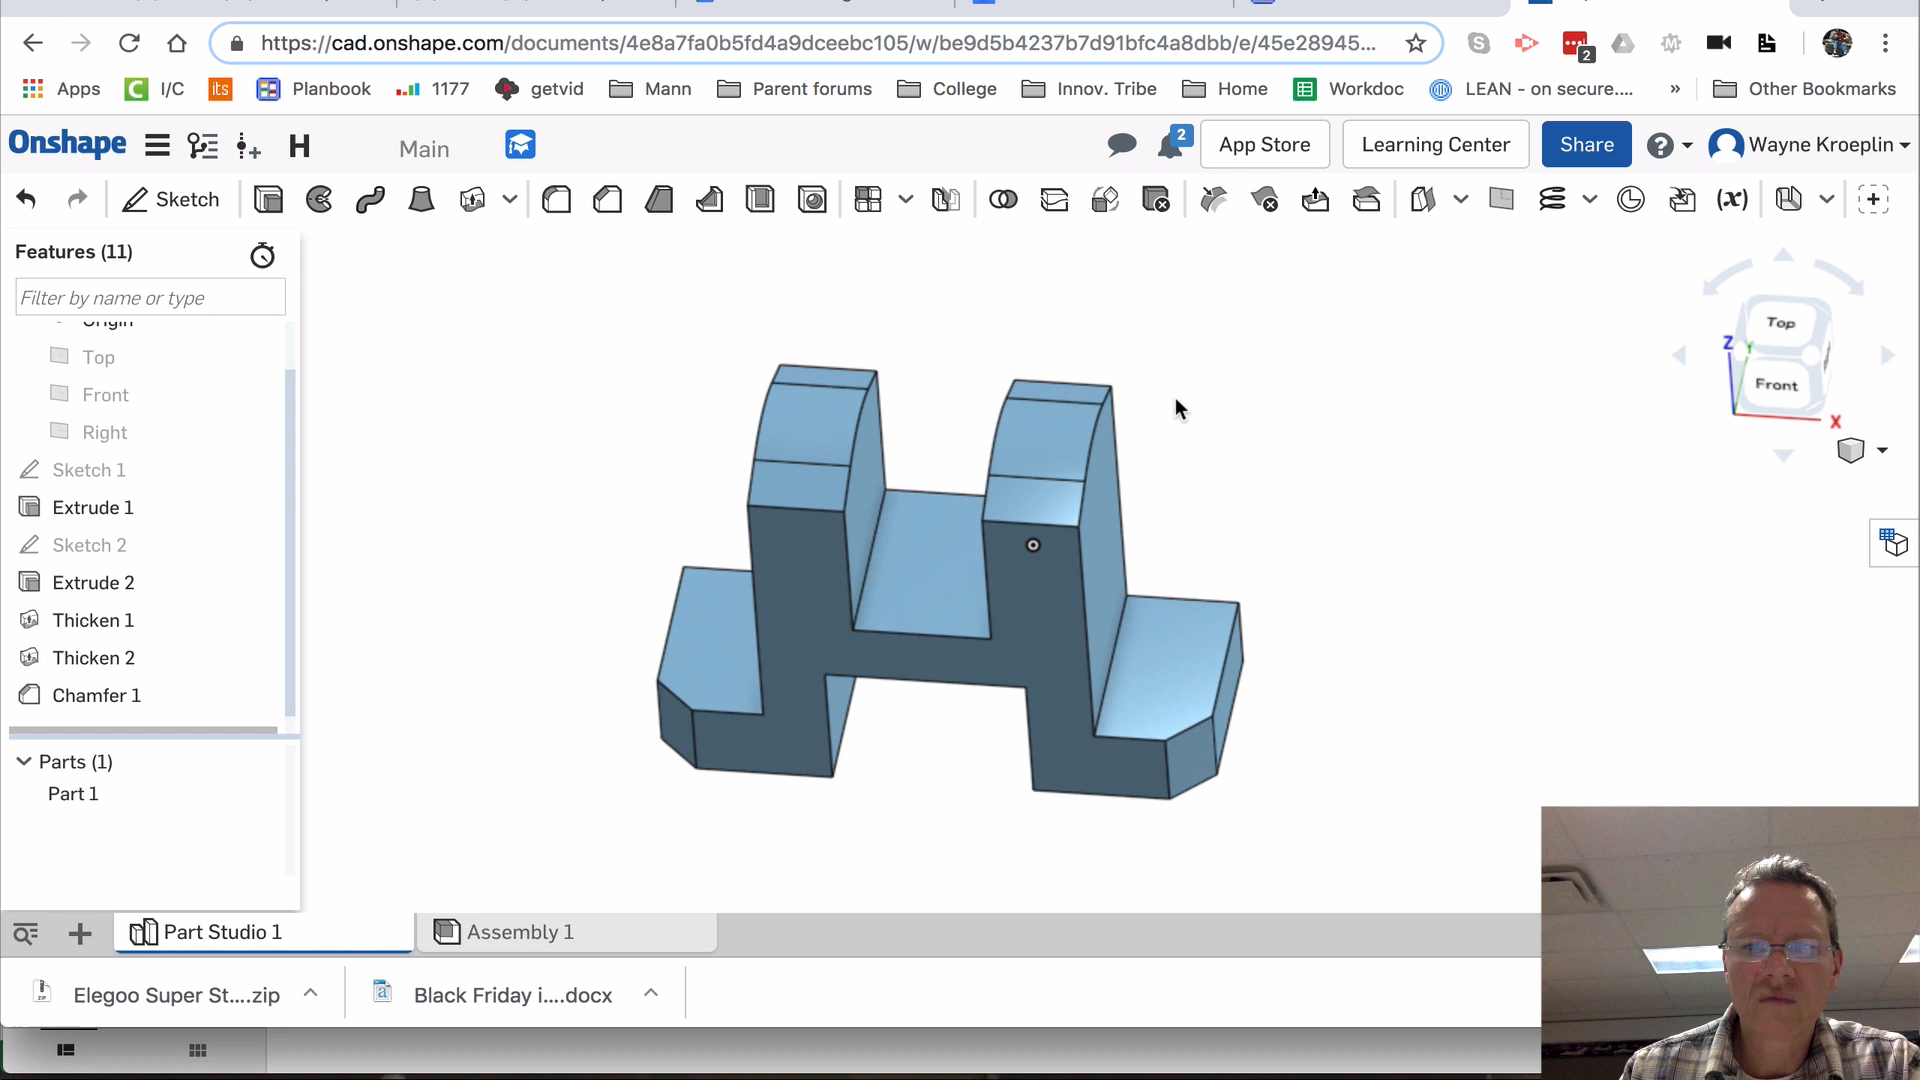 https://cad.onshape.com/documents/4e8a7fa0b5fd4a9dceebc105/w/be9d5b4237b7d91bfc4a8dbb/e/45e28945...
2
Apps I/C its Planbook 1177 getvid Mann Parent forums College Innov. Tribe Home Workdoc LEAN - on secure.... » Other Bookmarks
Onshape H Main 2 App Store Learning Center Share Wayne Kroeplin
Sketch (x)
Features (11)
Filter by name or type
Origin
Top
Front
Right
Sketch 1
Extrude 1
Sketch 2
Extrude 2
Thicken 1
Thicken 2
Chamfer 1
Parts (1)
Part 1
Top
Front
Z
Y
X
Part Studio 1
Assembly 1
Elegoo Super St....zip
Black Friday i....docx